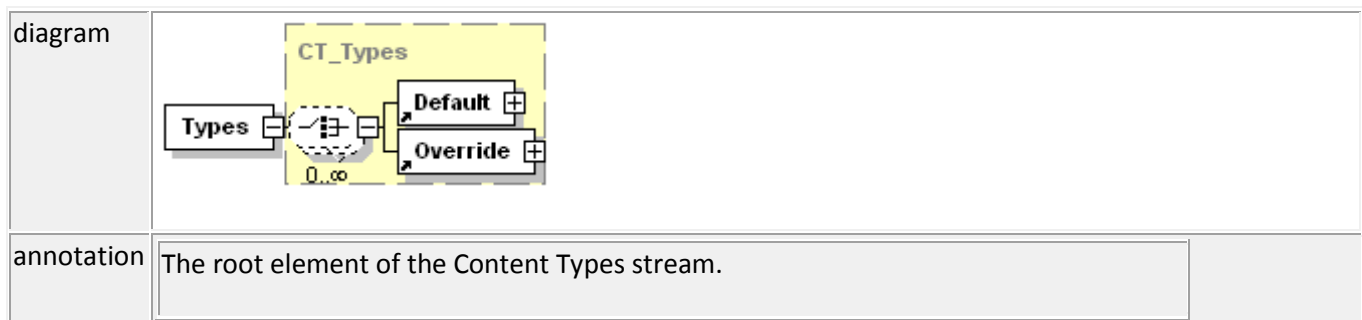 diagram
CT_Types
Types
Default
Override
0..∞
annotation
The root element of the Content Types stream.